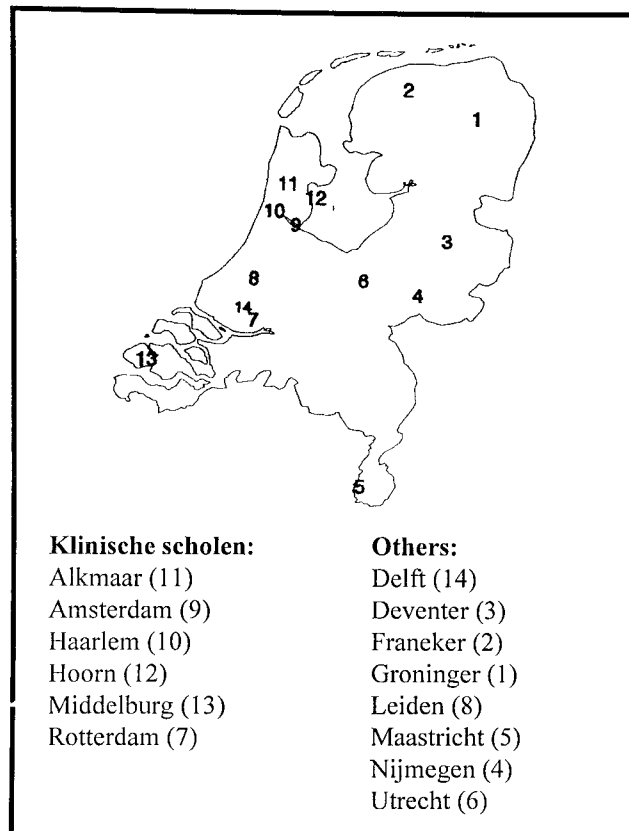 2
1
11
12
10
9
3
8
6
4
14
7
13
5
Klinische scholen:
Alkmaar (11)
Amsterdam (9)
Haarlem (10)
Hoorn (12)
Middelburg (13)
Rotterdam (7)
Others:
Delft (14)
Deventer (3)
Franeker (2)
Groninger (1)
Leiden (8)
Maastricht (5)
Nijmegen (4)
Utrecht (6)